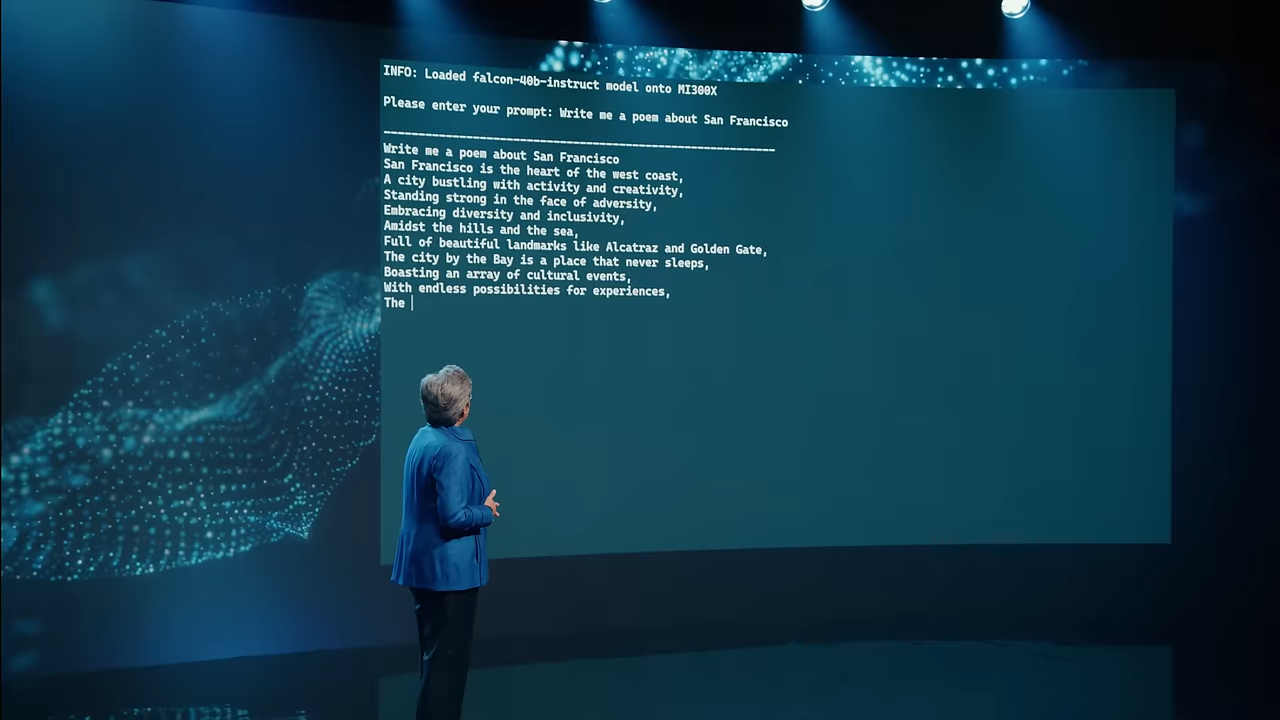 INFO: Loaded falcon-40b-instruct model onto MI300X
Please enter your prompt: Write me a poem about San Francisco
Write me a poem about San Francisco
San Francisco is the heart of the west coast,
A city bustling with activity and creativity,
Standing strong in the face of adversity,
Embracing diversity and inclusivity,
Amidst the hills and the sea,
Full of beautiful landmarks like Alcatraz and Golden Gate,
The city by the Bay is a place that never sleeps,
Boasting an array of cultural events,
With endless possibilities for experiences,
The